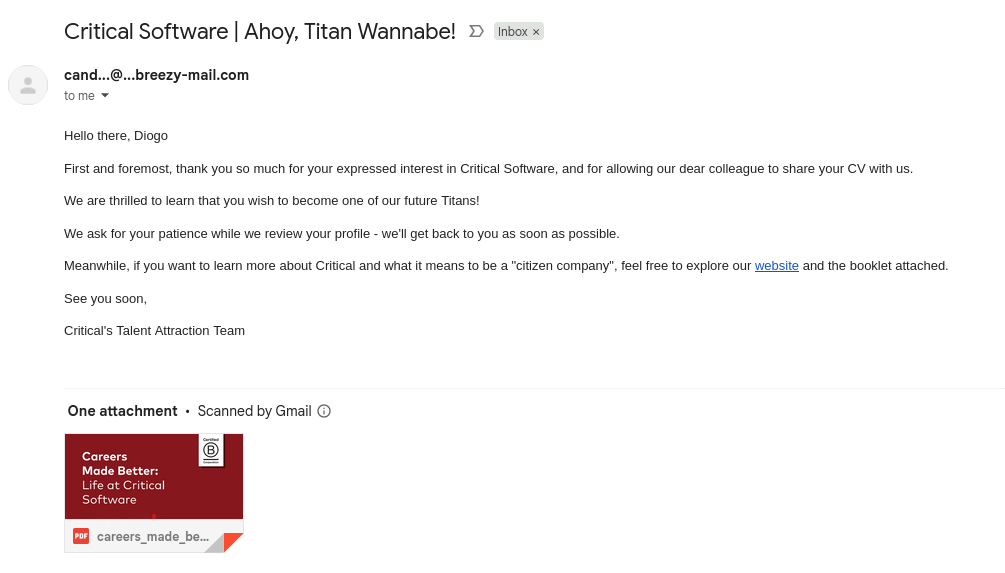 Critical Software | Ahoy, Titan Wannabe!
Inbox ×
cand...@...breezy-mail.com
to me
Hello there, Diogo
First and foremost, thank you so much for your expressed interest in Critical Software, and for allowing our dear colleague to share your CV with us.
We are thrilled to learn that you wish to become one of our future Titans!
We ask for your patience while we review your profile - we'll get back to you as soon as possible.
Meanwhile, if you want to learn more about Critical and what it means to be a "citizen company", feel free to explore our website and the booklet attached.
See you soon,
Critical's Talent Attraction Team
One attachment • Scanned by Gmail
Certified
B
Corporation
Careers
Made Better:
Life at Critical
Software
PDF careers_made_be...